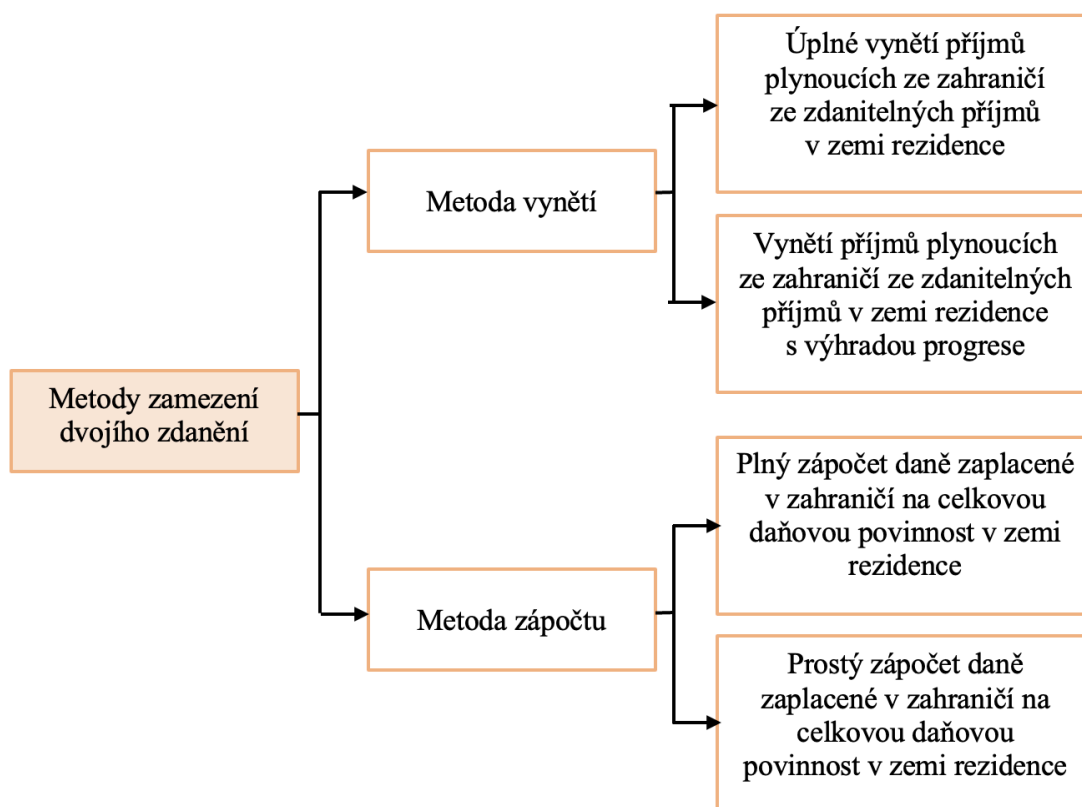 Metody zamezení
dvojího zdanění
Metoda vynětí
Úplné vynětí příjmů
plynoucích ze zahraničí
ze zdanitelných příjmů
v zemi rezidence
Vynětí příjmů plynoucích
ze zahraničí ze zdanitelných
příjmů v zemi rezidence
s výhradou progrese
Metoda zápočtu
Plný zápočet daně zaplacené
v zahraničí na celkovou
daňovou povinnost v zemi
rezidence
Prostý zápočet daně
zaplacené v zahraničí na
celkovou daňovou
povinnost v zemi rezidence